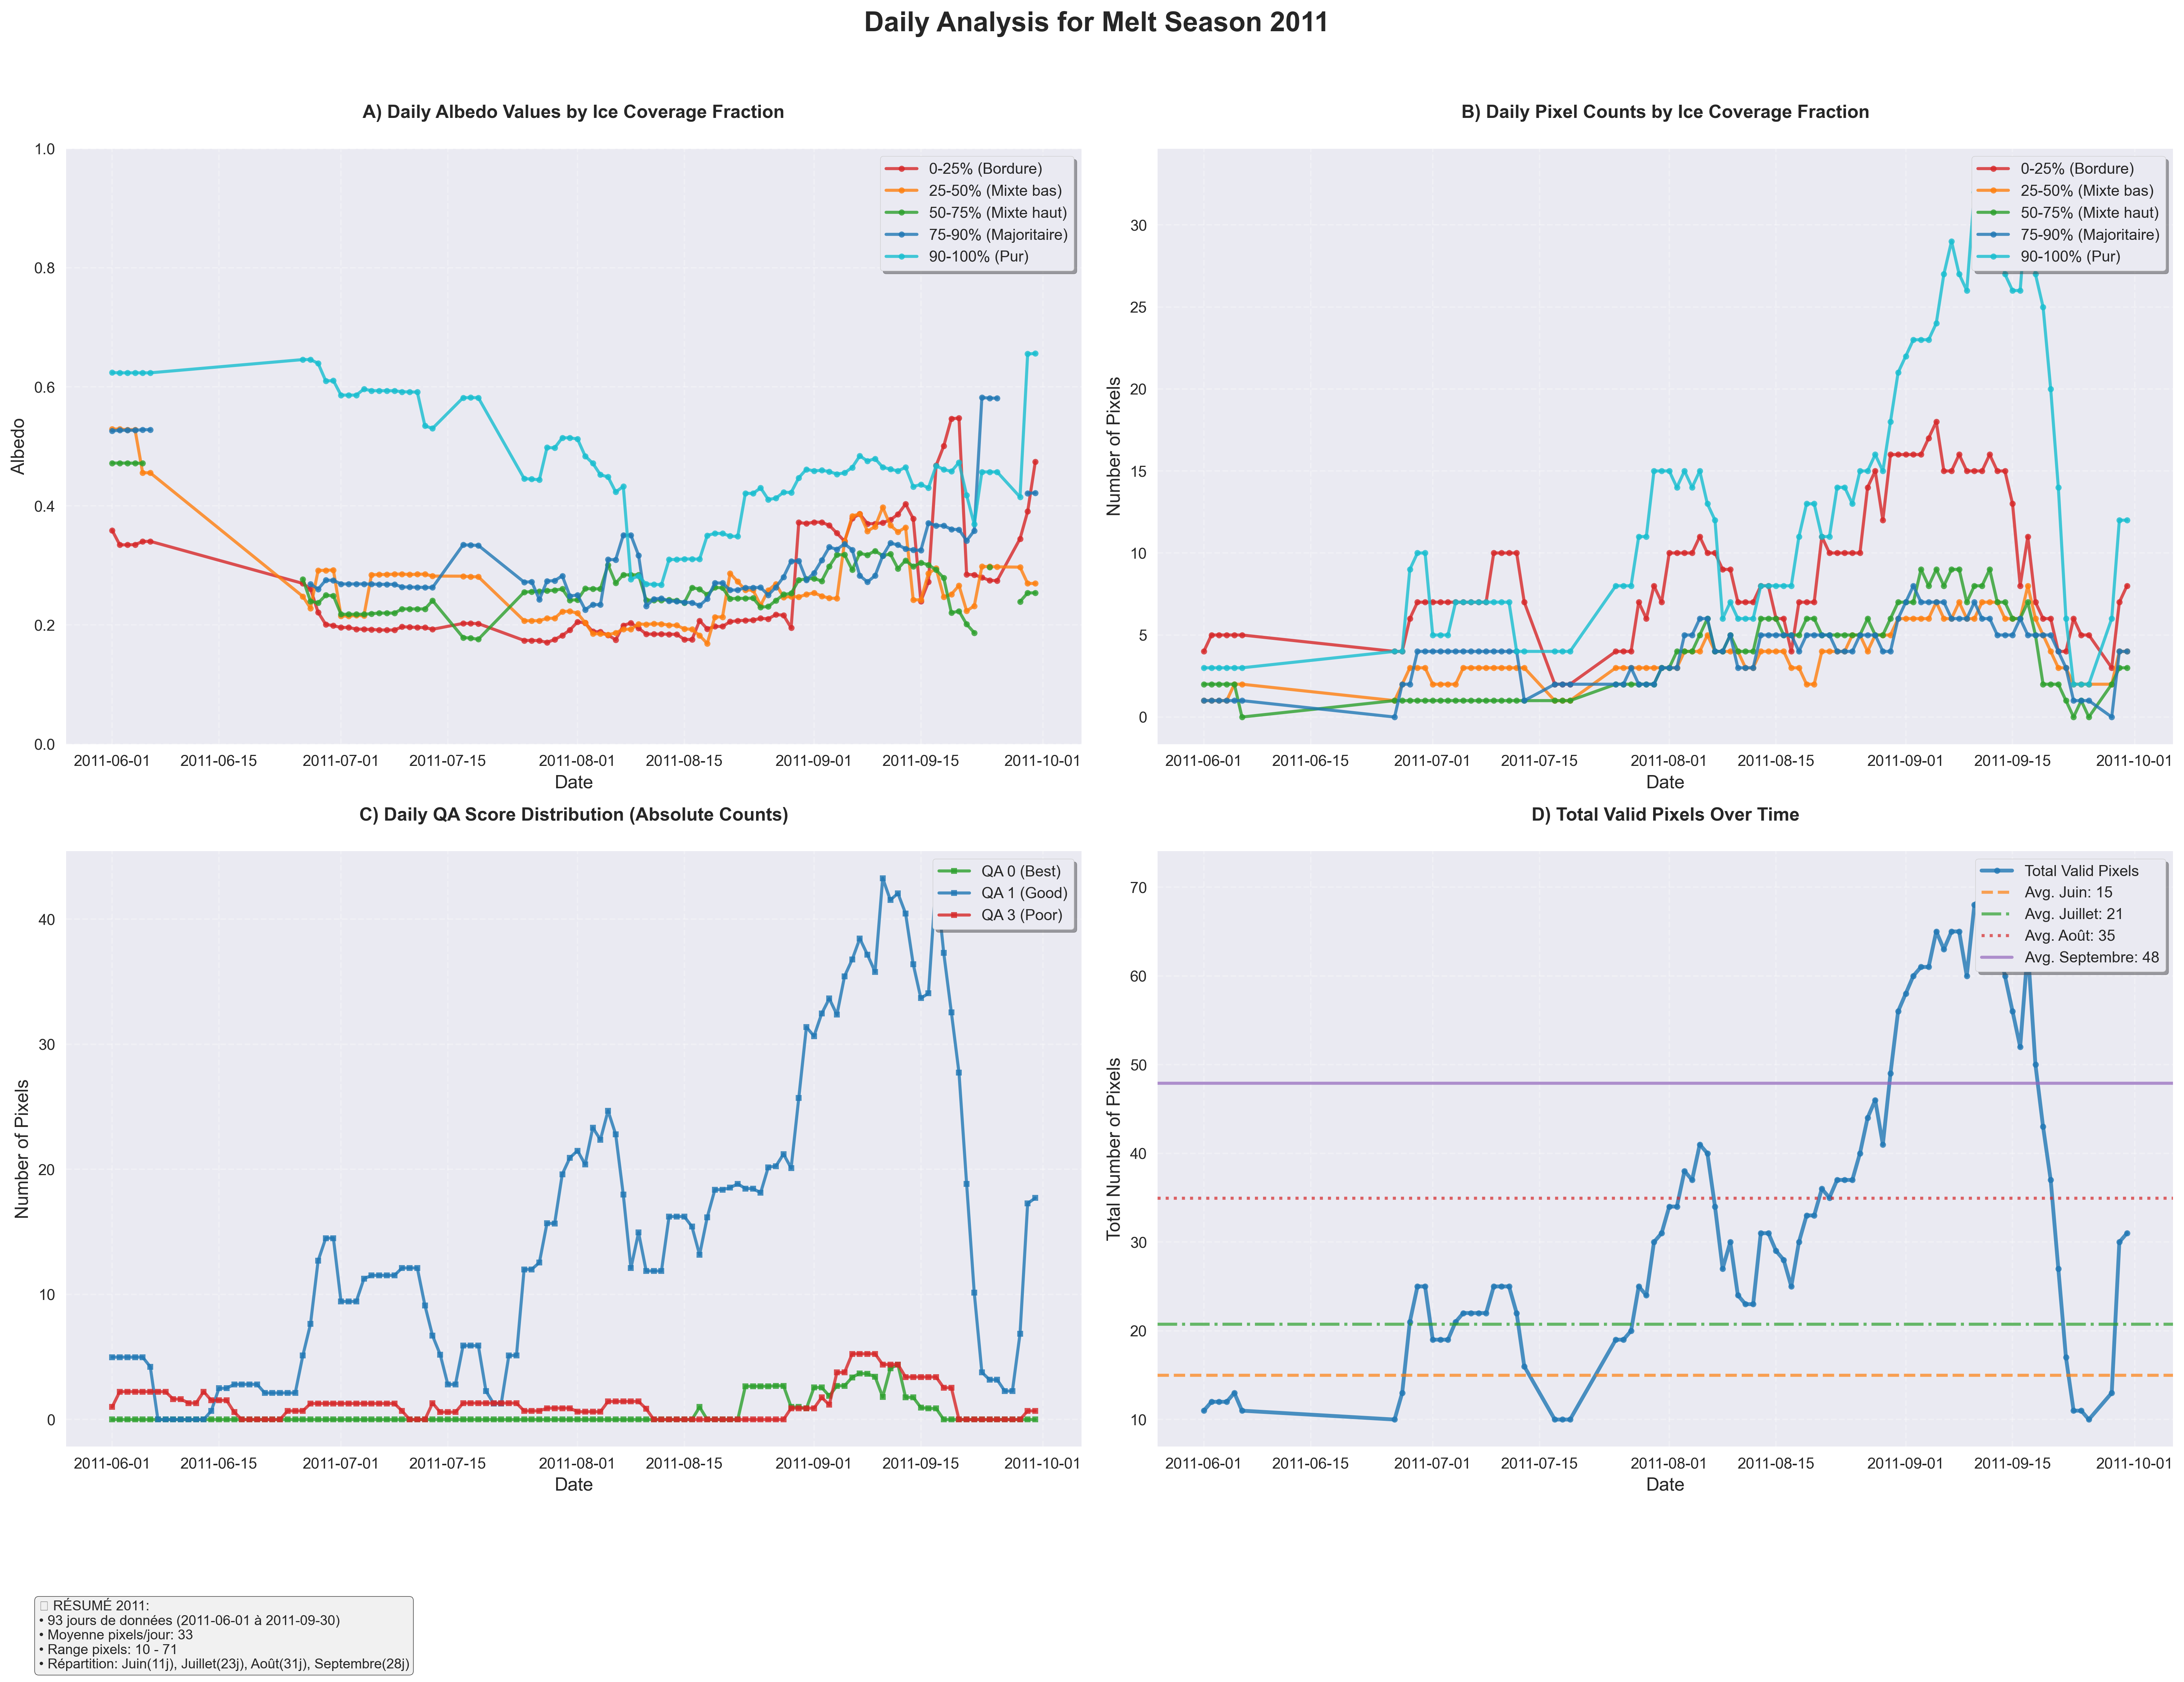 Daily Analysis for Melt Season 2011
A) Daily Albedo Values by Ice Coverage Fraction
1.0
0.8
0.6
0.4
0.2
0.0
Albedo
0-25% (Bordure)
25-50% (Mixte bas)
50-75% (Mixte haut)
75-90% (Majoritaire)
90-100% (Pur)
2011-06-01 2011-06-15 2011-07-01 2011-07-15 2011-08-01 2011-08-15 2011-09-01 2011-09-15 2011-10-01
Date
B) Daily Pixel Counts by Ice Coverage Fraction
30
25
20
15
10
5
0
Number of Pixels
0-25% (Bordure)
25-50% (Mixte bas)
50-75% (Mixte haut)
75-90% (Majoritaire)
90-100% (Pur)
2011-06-01 2011-06-15 2011-07-01 2011-07-15 2011-08-01 2011-08-15 2011-09-01 2011-09-15 2011-10-01
Date
C) Daily QA Score Distribution (Absolute Counts)
40
30
20
10
0
Number of Pixels
QA 0 (Best)
QA 1 (Good)
QA 3 (Poor)
2011-06-01 2011-06-15 2011-07-01 2011-07-15 2011-08-01 2011-08-15 2011-09-01 2011-09-15 2011-10-01
Date
D) Total Valid Pixels Over Time
70
60
50
40
30
20
10
Total Number of Pixels
Total Valid Pixels
Avg. Juin: 15
Avg. Juillet: 21
Avg. Août: 35
Avg. Septembre: 48
2011-06-01 2011-06-15 2011-07-01 2011-07-15 2011-08-01 2011-08-15 2011-09-01 2011-09-15 2011-10-01
Date
RÉSUMÉ 2011:
• 93 jours de données (2011-06-01 à 2011-09-30)
• Moyenne pixels/jour: 33
• Range pixels: 10 - 71
• Répartition: Juin(11j), Juillet(23j), Août(31j), Septembre(28j)